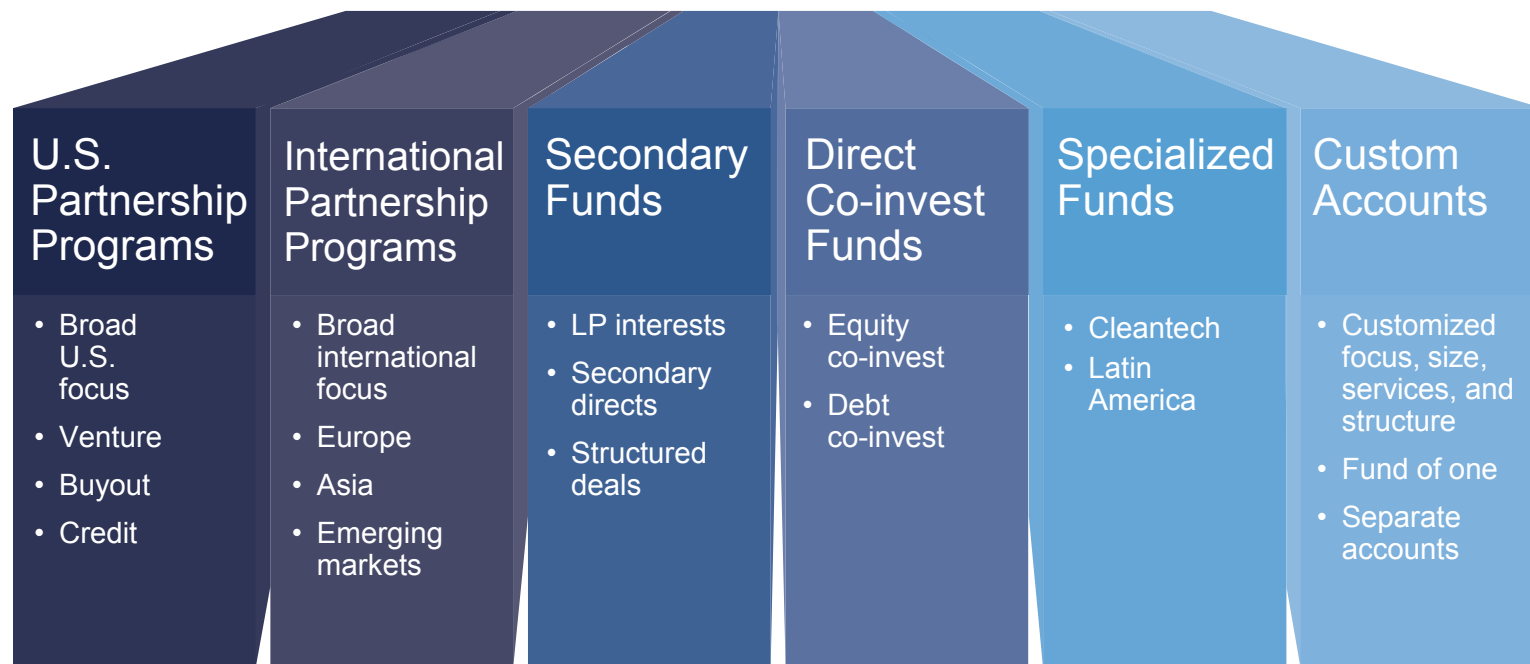 U.S.
Partnership
Programs
• Broad
U.S.
focus
• Venture
• Buyout
• Credit
International
Partnership
Programs
• Broad
international
focus
• Europe
• Asia
• Emerging
markets
Secondary
Funds
• LP interests
• Secondary
directs
• Structured
deals
Direct
Co-invest
Funds
• Equity
co-invest
• Debt
co-invest
Specialized
Funds
• Cleantech
• Latin
America
Custom
Accounts
• Customized
focus, size,
services, and
structure
• Fund of one
• Separate
accounts